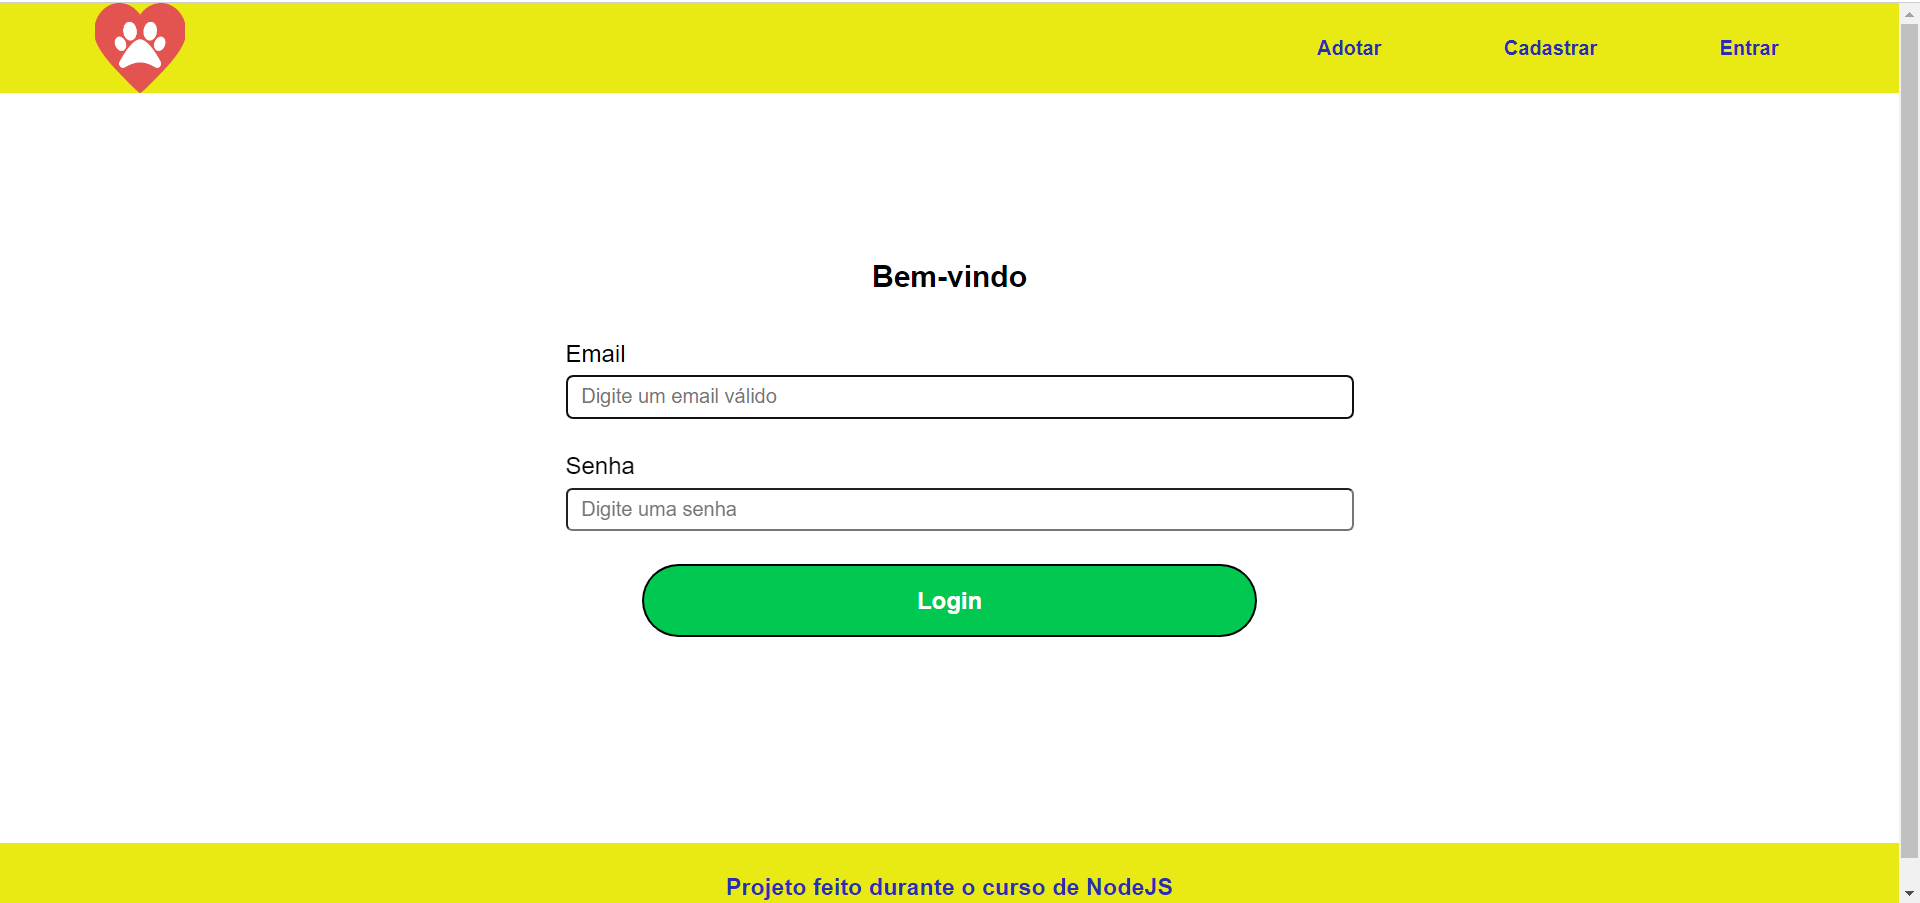 Adotar Cadastrar Entrar
Bem-vindo
Email
Digite um email válido
Senha
Digite uma senha
Login
Projeto feito durante o curso de NodeJS